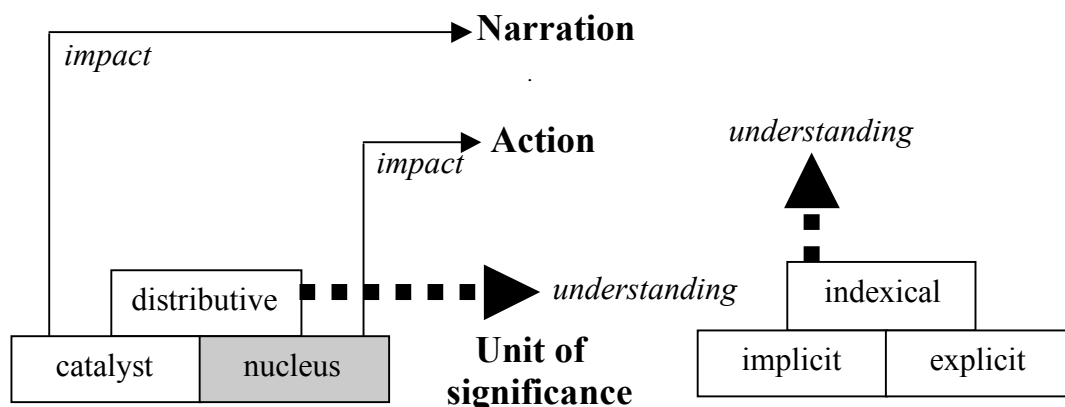 Narration
impact
Action
impact
understanding
distributive
understanding
indexical
catalyst
nucleus
Unit of
significance
implicit
explicit